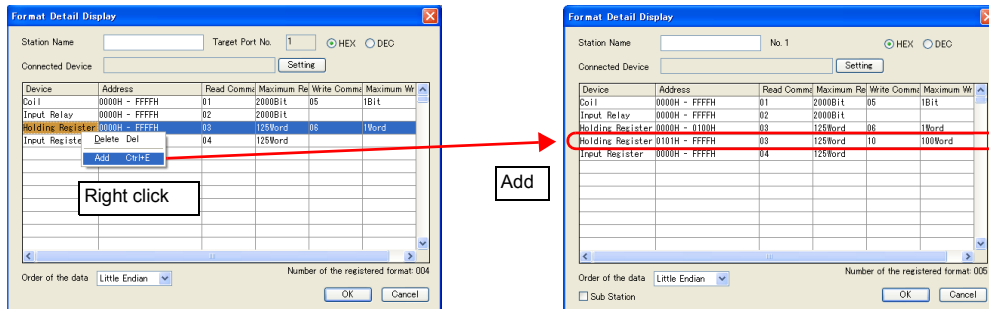 Format Detail Display
Station Name Target Port No. 1 HEX DEC
Connected Device Setting
Device Address Read Comma Maximum Re Write Comma Maximum Wr
Coil 0000H - FFFFH 01 2000Bit 05 1Bit
Input Relay 0000H - FFFFH 02 2000Bit
Holding Register 0000H - FFFFH 03 125Word 06 1Word
Input Registe 04 125Word
Delete Del
Add Ctrl+E
Right click
Order of the data Little Endian
Number of the registered format: 004
OK Cancel
Add
Format Detail Display
Station Name No. 1 HEX DEC
Connected Device Setting
Device Address Read Comma Maximum Re Write Comma Maximum Wr
Coil 0000H - FFFFH 01 2000Bit 05 1Bit
Input Relay 0000H - FFFFH 02 2000Bit
Holding Register 0000H - 0100H 03 125Word 06 1Word
Holding Register 0101H - FFFFH 03 125Word 10 100Word
Input Register 0000H - FFFFH 04 125Word
Order of the data Little Endian
Number of the registered format: 005
Sub Station
OK Cancel